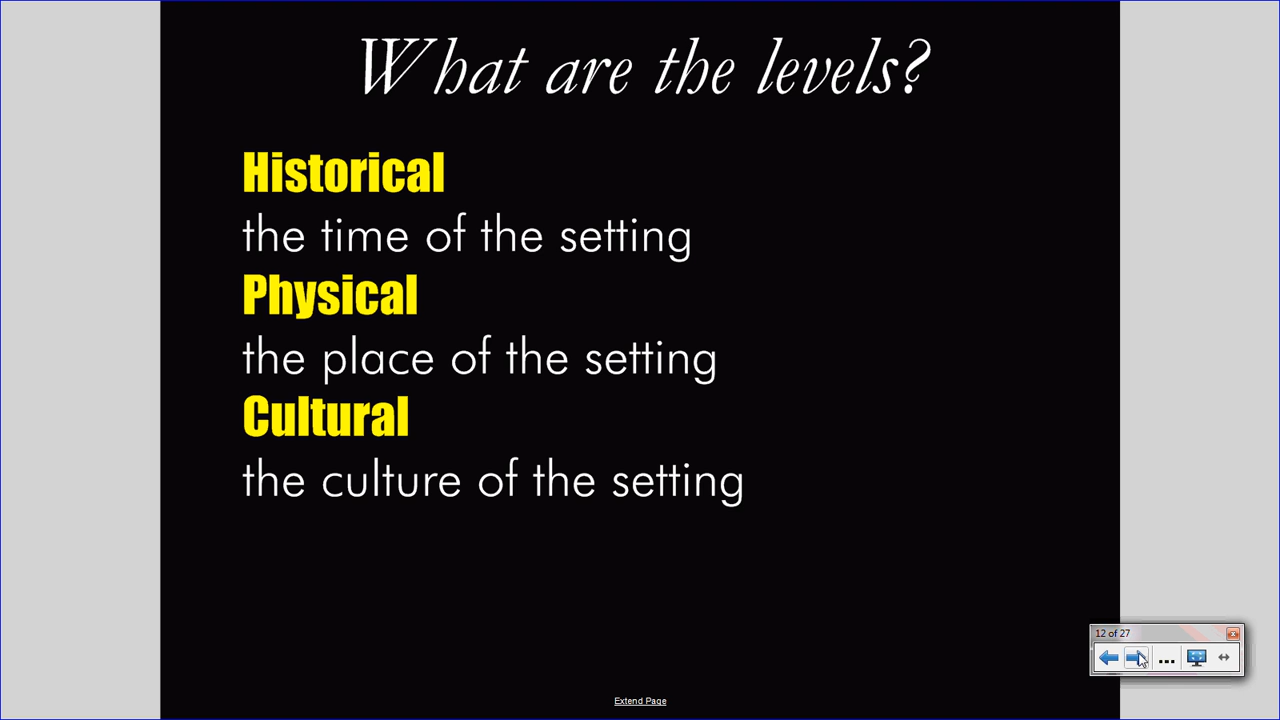 What are the levels?
Historical
the time of the setting
Physical
the place of the setting
Cultural
the culture of the setting
12 of 27
...
Extend Page